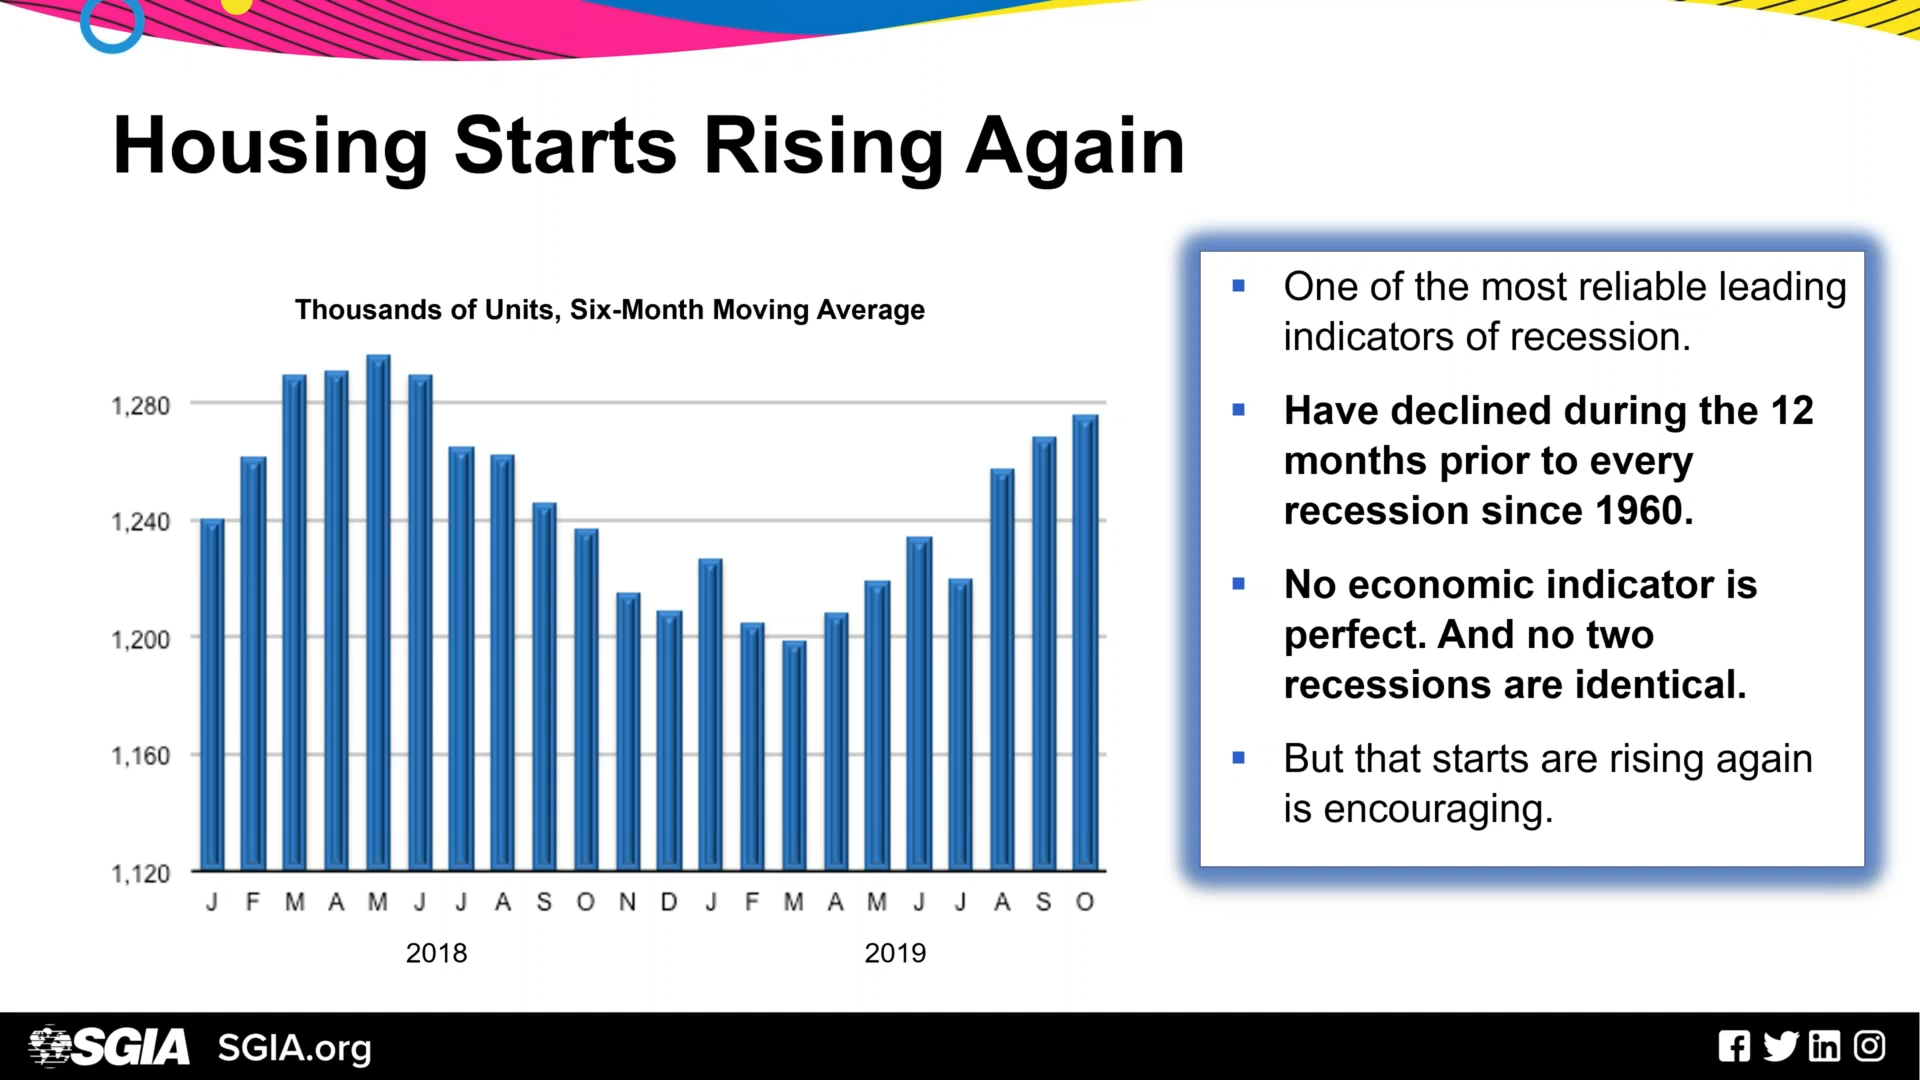 Housing Starts Rising Again
Thousands of Units, Six-Month Moving Average
1,280
1,240
1,200
1,160
1,120
J F M A M J J A S O N D J F M A M J J A S O
2018 2019
▪ One of the most reliable leading
indicators of recession.
▪ Have declined during the 12
months prior to every
recession since 1960.
▪ No economic indicator is
perfect. And no two
recessions are identical.
▪ But that starts are rising again
is encouraging.
SGIA SGIA.org